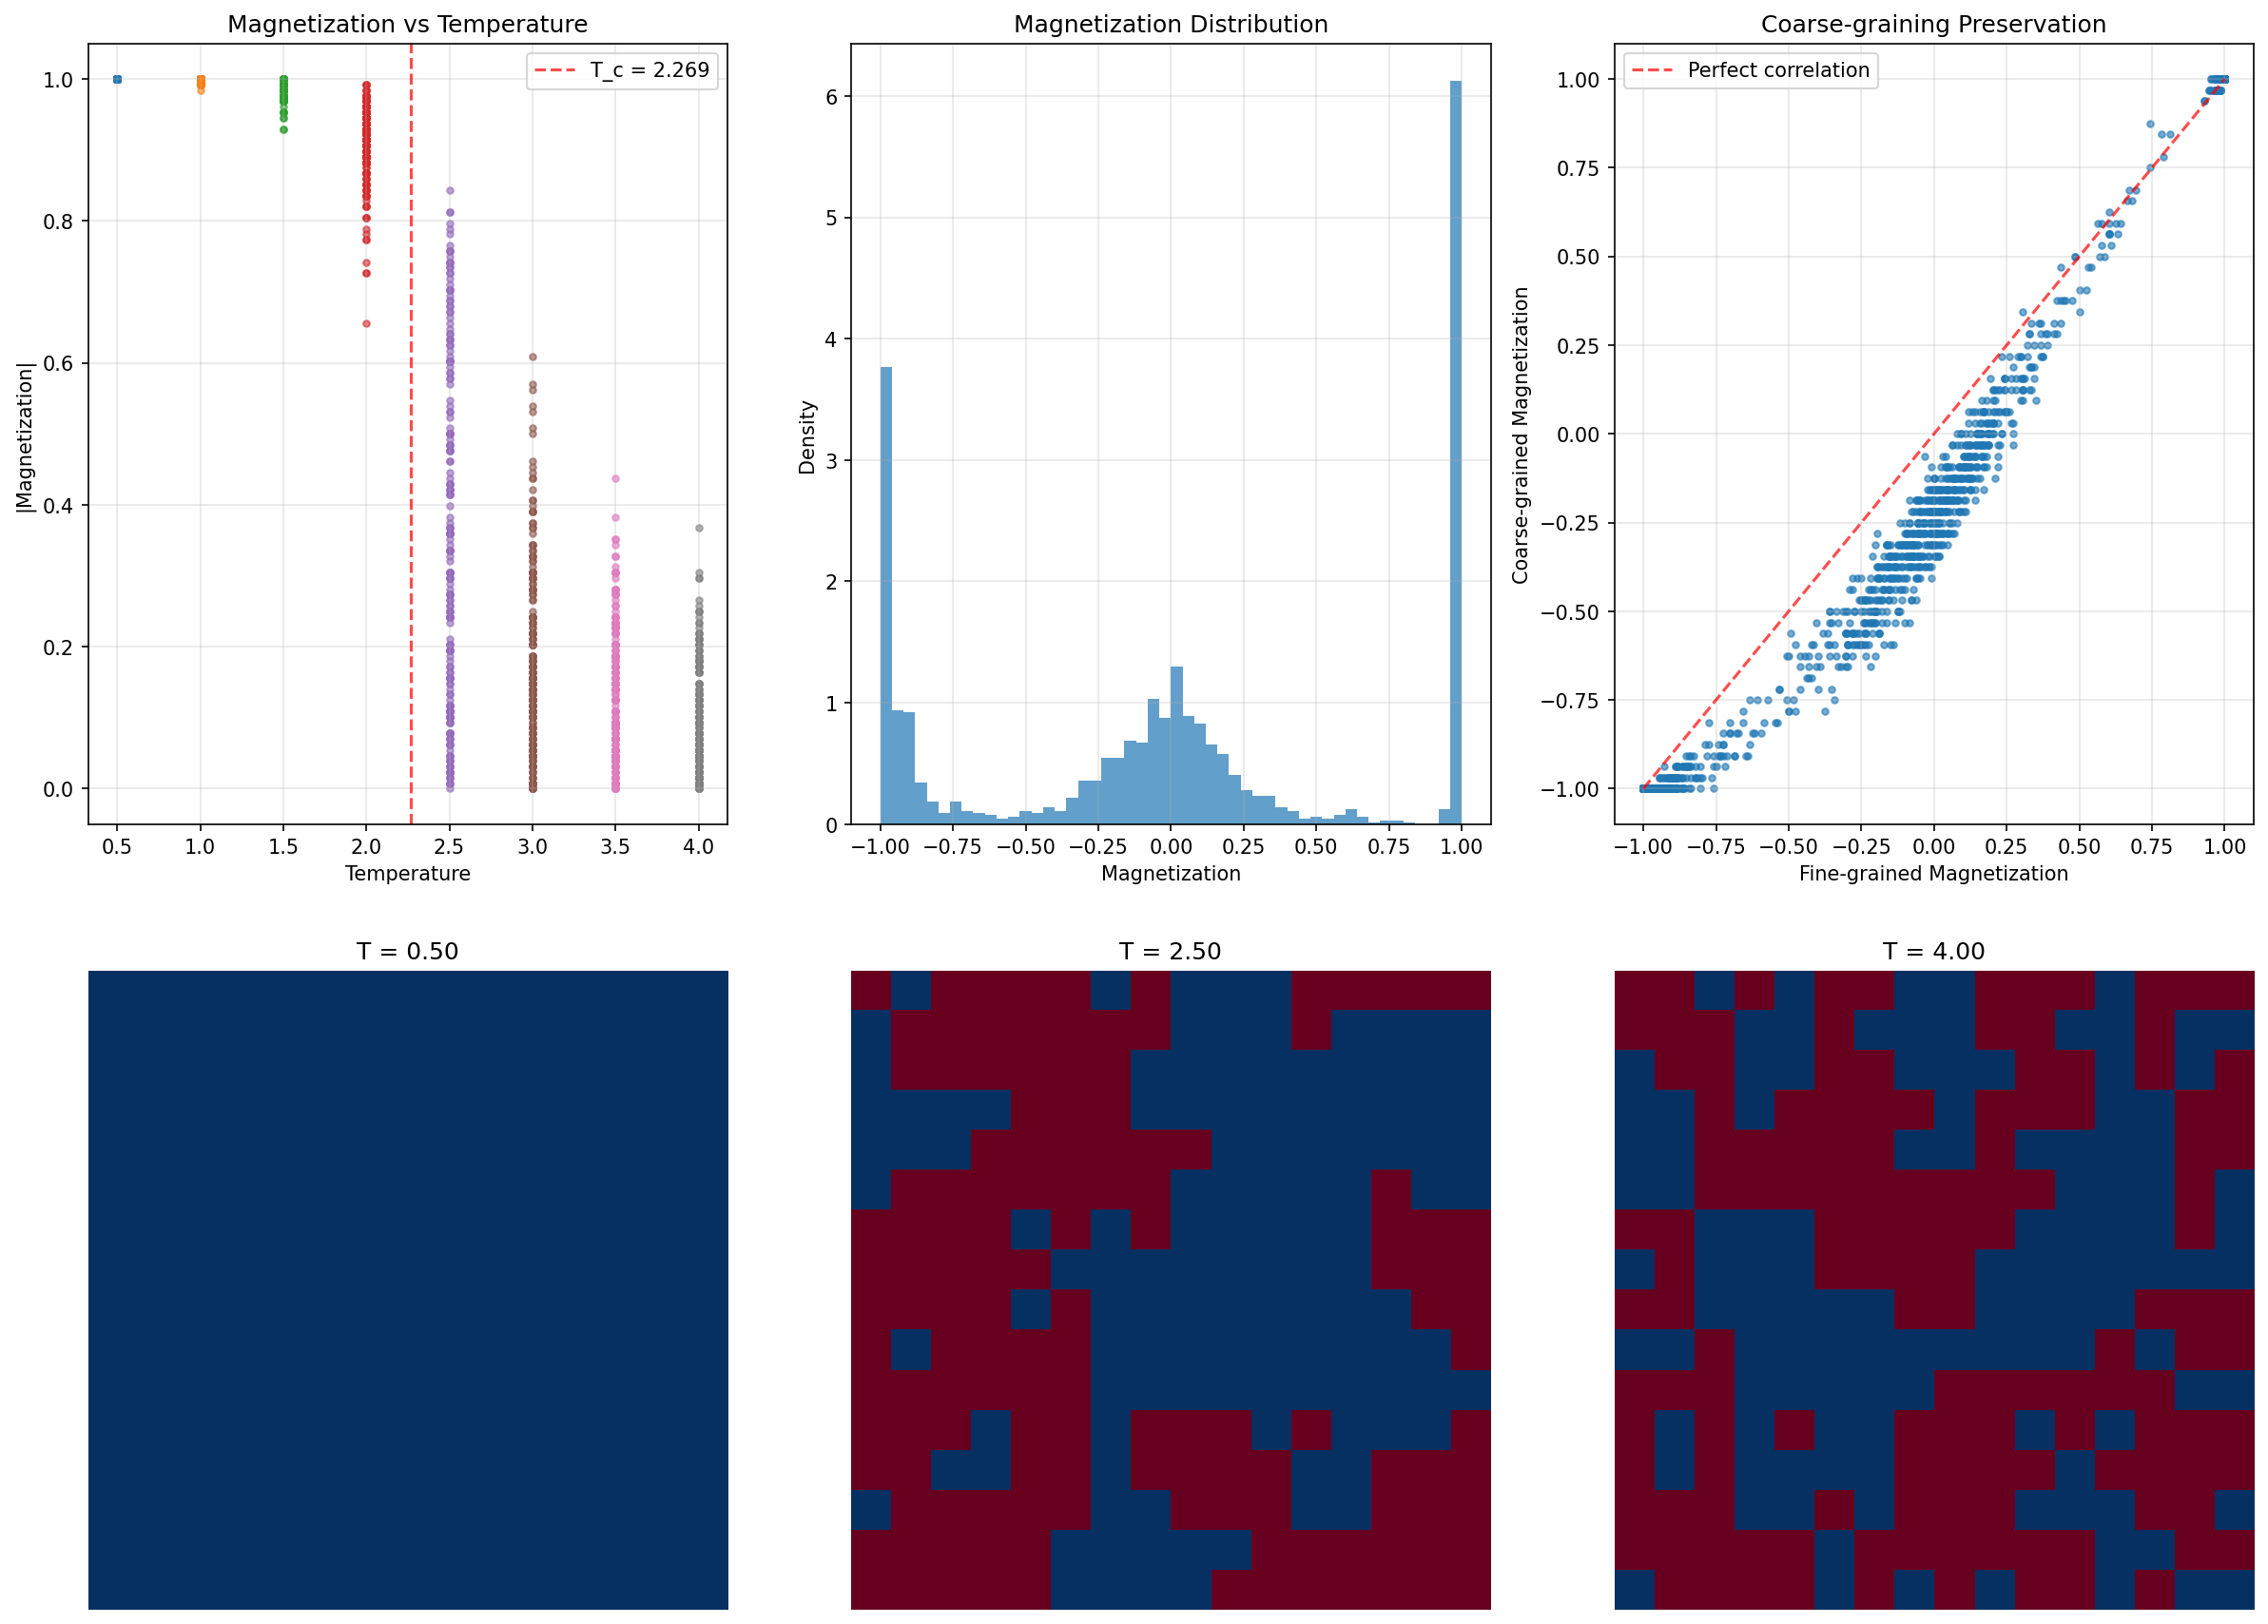 Magnetization vs Temperature
T_c = 2.269
1.0
0.8
0.6
0.4
0.2
0.0
|Magnetization|
0.5 1.0 1.5 2.0 2.5 3.0 3.5 4.0
Temperature
Magnetization Distribution
6
5
4
3
2
1
0
Density
−1.00 −0.75 −0.50 −0.25 0.00 0.25 0.50 0.75 1.00
Magnetization
Coarse-graining Preservation
Perfect correlation
1.00
0.75
0.50
0.25
0.00
−0.25
−0.50
−0.75
−1.00
Coarse-grained Magnetization
−1.00 −0.75 −0.50 −0.25 0.00 0.25 0.50 0.75 1.00
Fine-grained Magnetization
T = 0.50
T = 2.50
T = 4.00